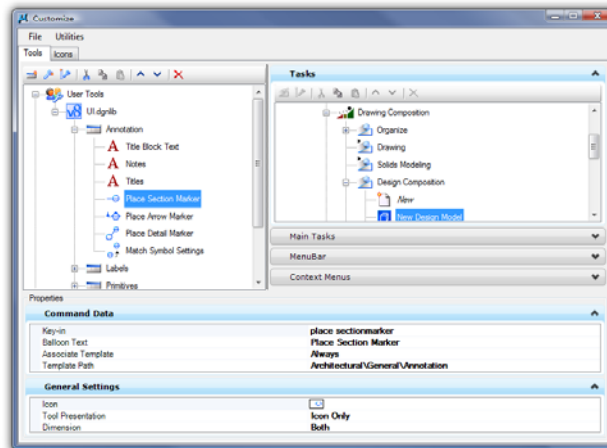 Customize
File Utilities
Tools Icons
User Tools
UI.dgnlib
Annotation
Title Block Text
Notes
Titles
Place Section Marker
Place Arrow Marker
Place Detail Marker
Match Symbol Settings
Labels
Primitives
Tasks
Drawing Composition
Organize
Drawing
Solids Modeling
Design Composition
New
New Design Model
Main Tasks
MenuBar
Context Menus
Properties
Command Data
Key-in place sectionmarker
Balloon Text Place Section Marker
Associate Template Always
Template Path Architectural\General\Annotation
General Settings
Icon
Tool Presentation Icon Only
Dimension Both